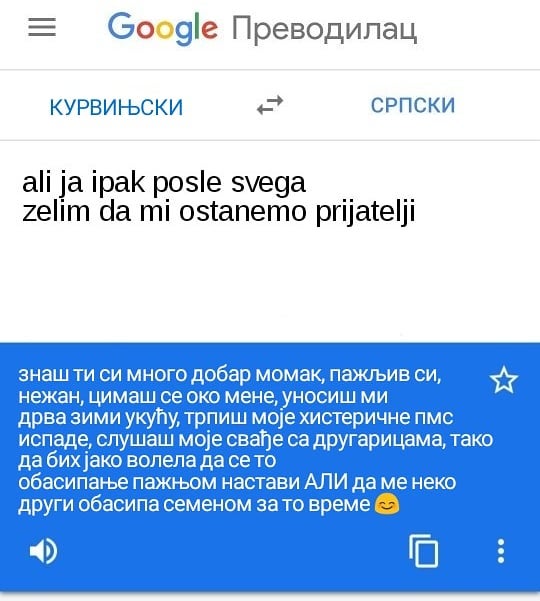 Google Преводилац
КУРВИЊСКИ СРПСКИ
ali ja ipak posle svega
zelim da mi ostanemo prijatelji
знаш ти си много добар момак, пажљив си,
нежан, цимаш се око мене, уносиш ми
дрва зими укућу, трпиш моје хистеричне пмс
испаде, слушаш моје свађе са другарицама, тако
да бих јако волела да се то
обасипање пажњом настави АЛИ да ме неко
други обасипа семеном за то време 😊